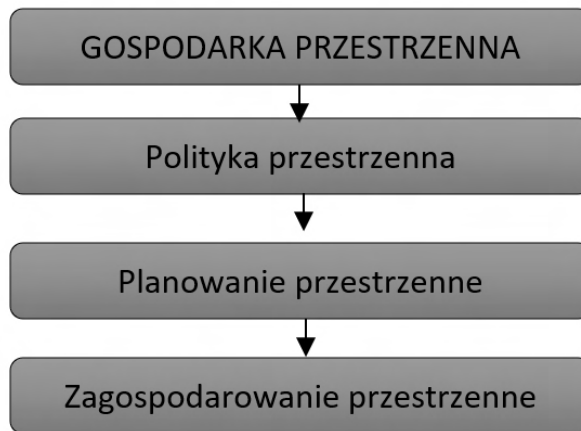 GOSPODARKA PRZESTRZENNA
Polityka przestrzenna
Planowanie przestrzenne
Zagospodarowanie przestrzenne